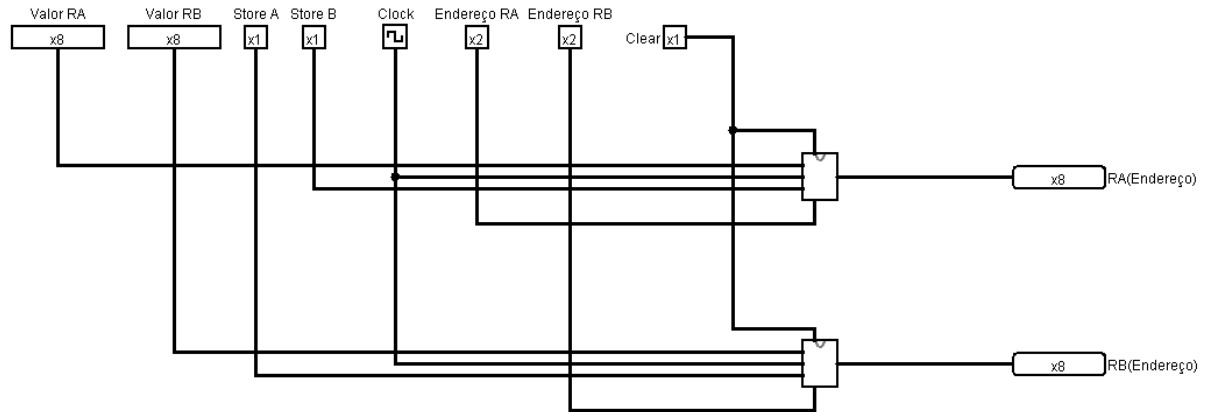 Valor RA
Valor RB
Store A
Store B
Clock
Endereço RA
Endereço RB
x8
x8
x1
x1
x2
x2
Clear
x1
x8
RA(Endereço)
x8
RB(Endereço)